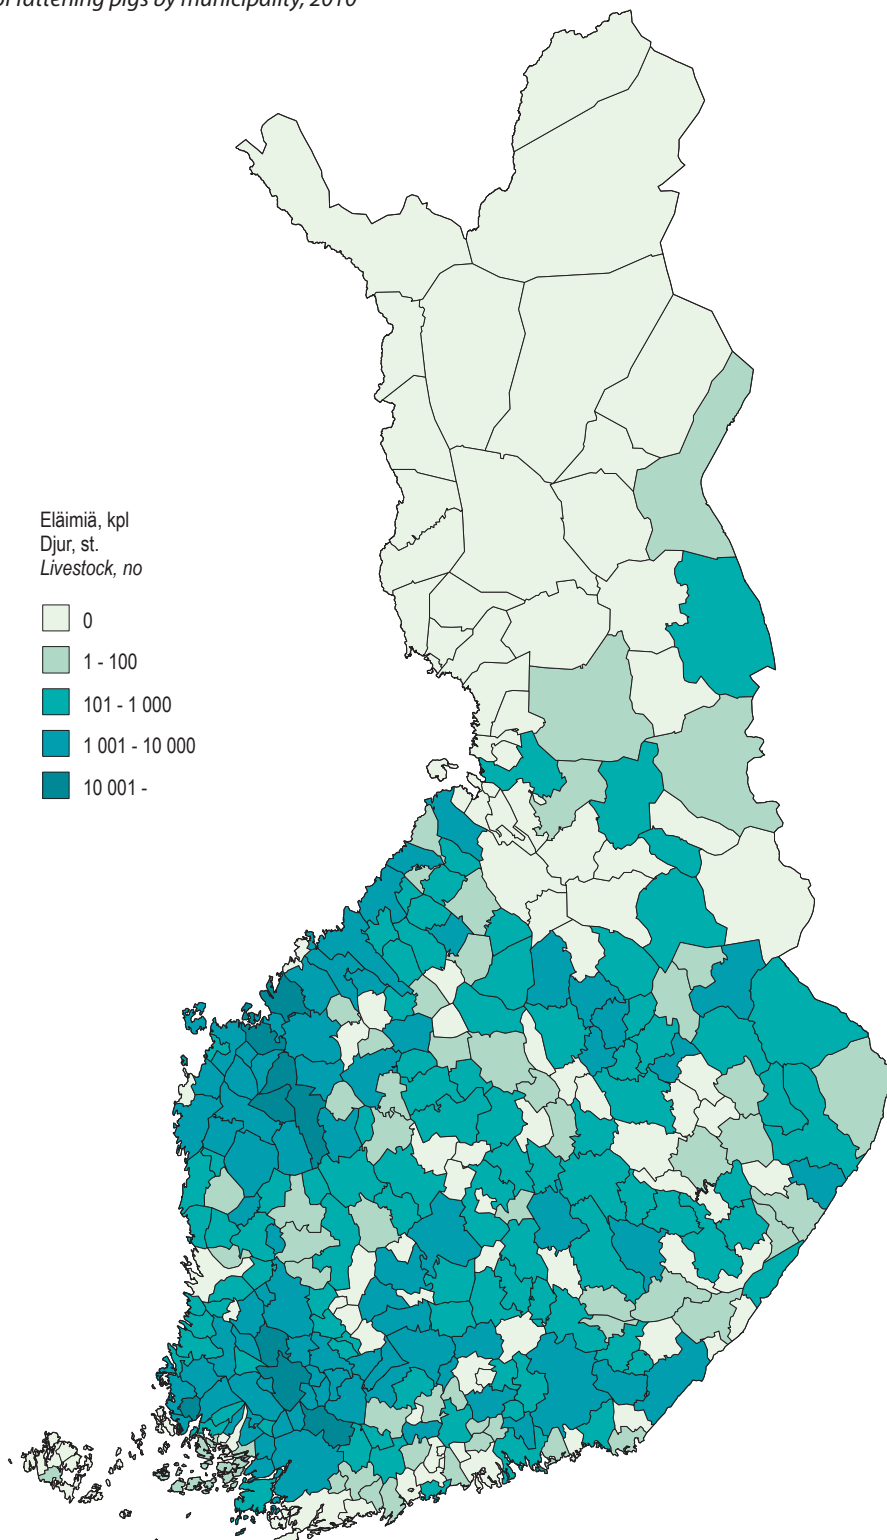 of fattening pigs by municipality, 2010
Eläimiä, kpl
Djur, st.
Livestock, no
0
1 - 100
101 - 1 000
1 001 - 10 000
10 001 -